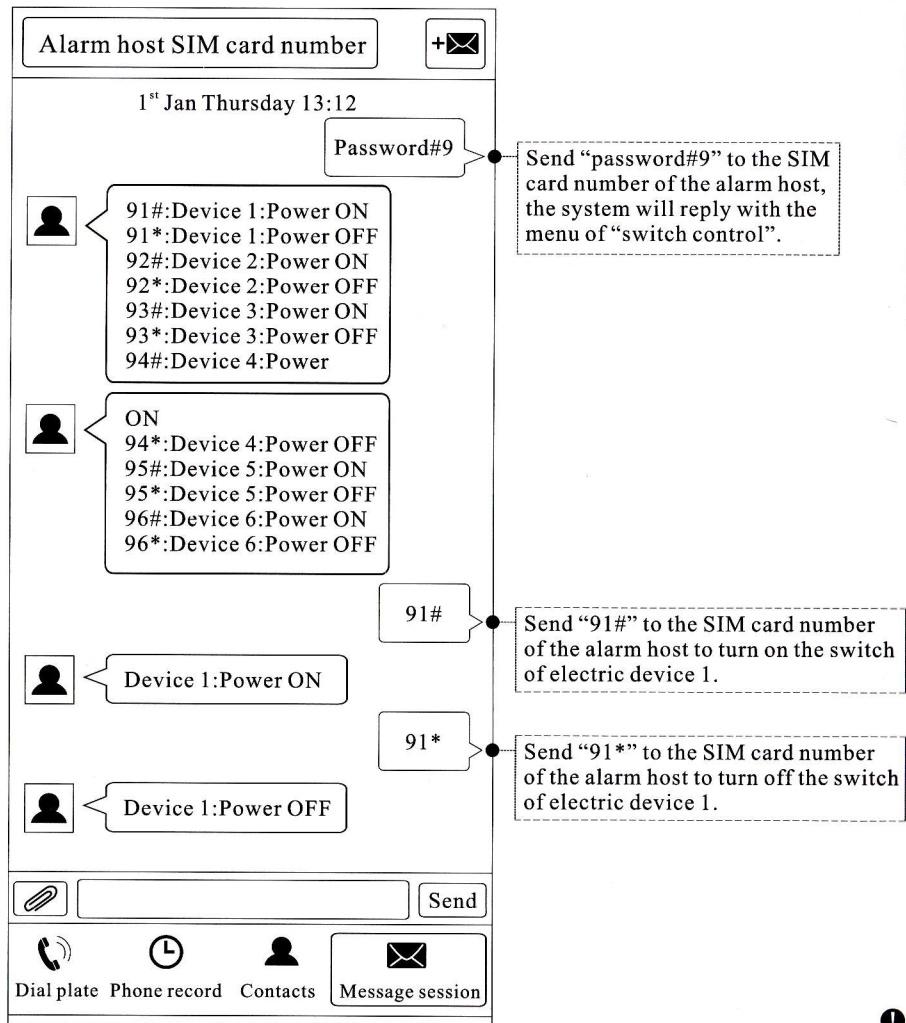 Alarm host SIM card number
+
1st Jan Thursday 13:12
Password#9
Send “password#9” to the SIM
card number of the alarm host,
the system will reply with the
menu of “switch control”.
91#:Device 1:Power ON
91*:Device 1:Power OFF
92#:Device 2:Power ON
92*:Device 2:Power OFF
93#:Device 3:Power ON
93*:Device 3:Power OFF
94#:Device 4:Power
ON
94*:Device 4:Power OFF
95#:Device 5:Power ON
95*:Device 5:Power OFF
96#:Device 6:Power ON
96*:Device 6:Power OFF
91#
Send “91#” to the SIM card number
of the alarm host to turn on the switch
of electric device 1.
Device 1:Power ON
91*
Send “91*” to the SIM card number
of the alarm host to turn off the switch
of electric device 1.
Device 1:Power OFF
Send
Dial plate Phone record Contacts Message session